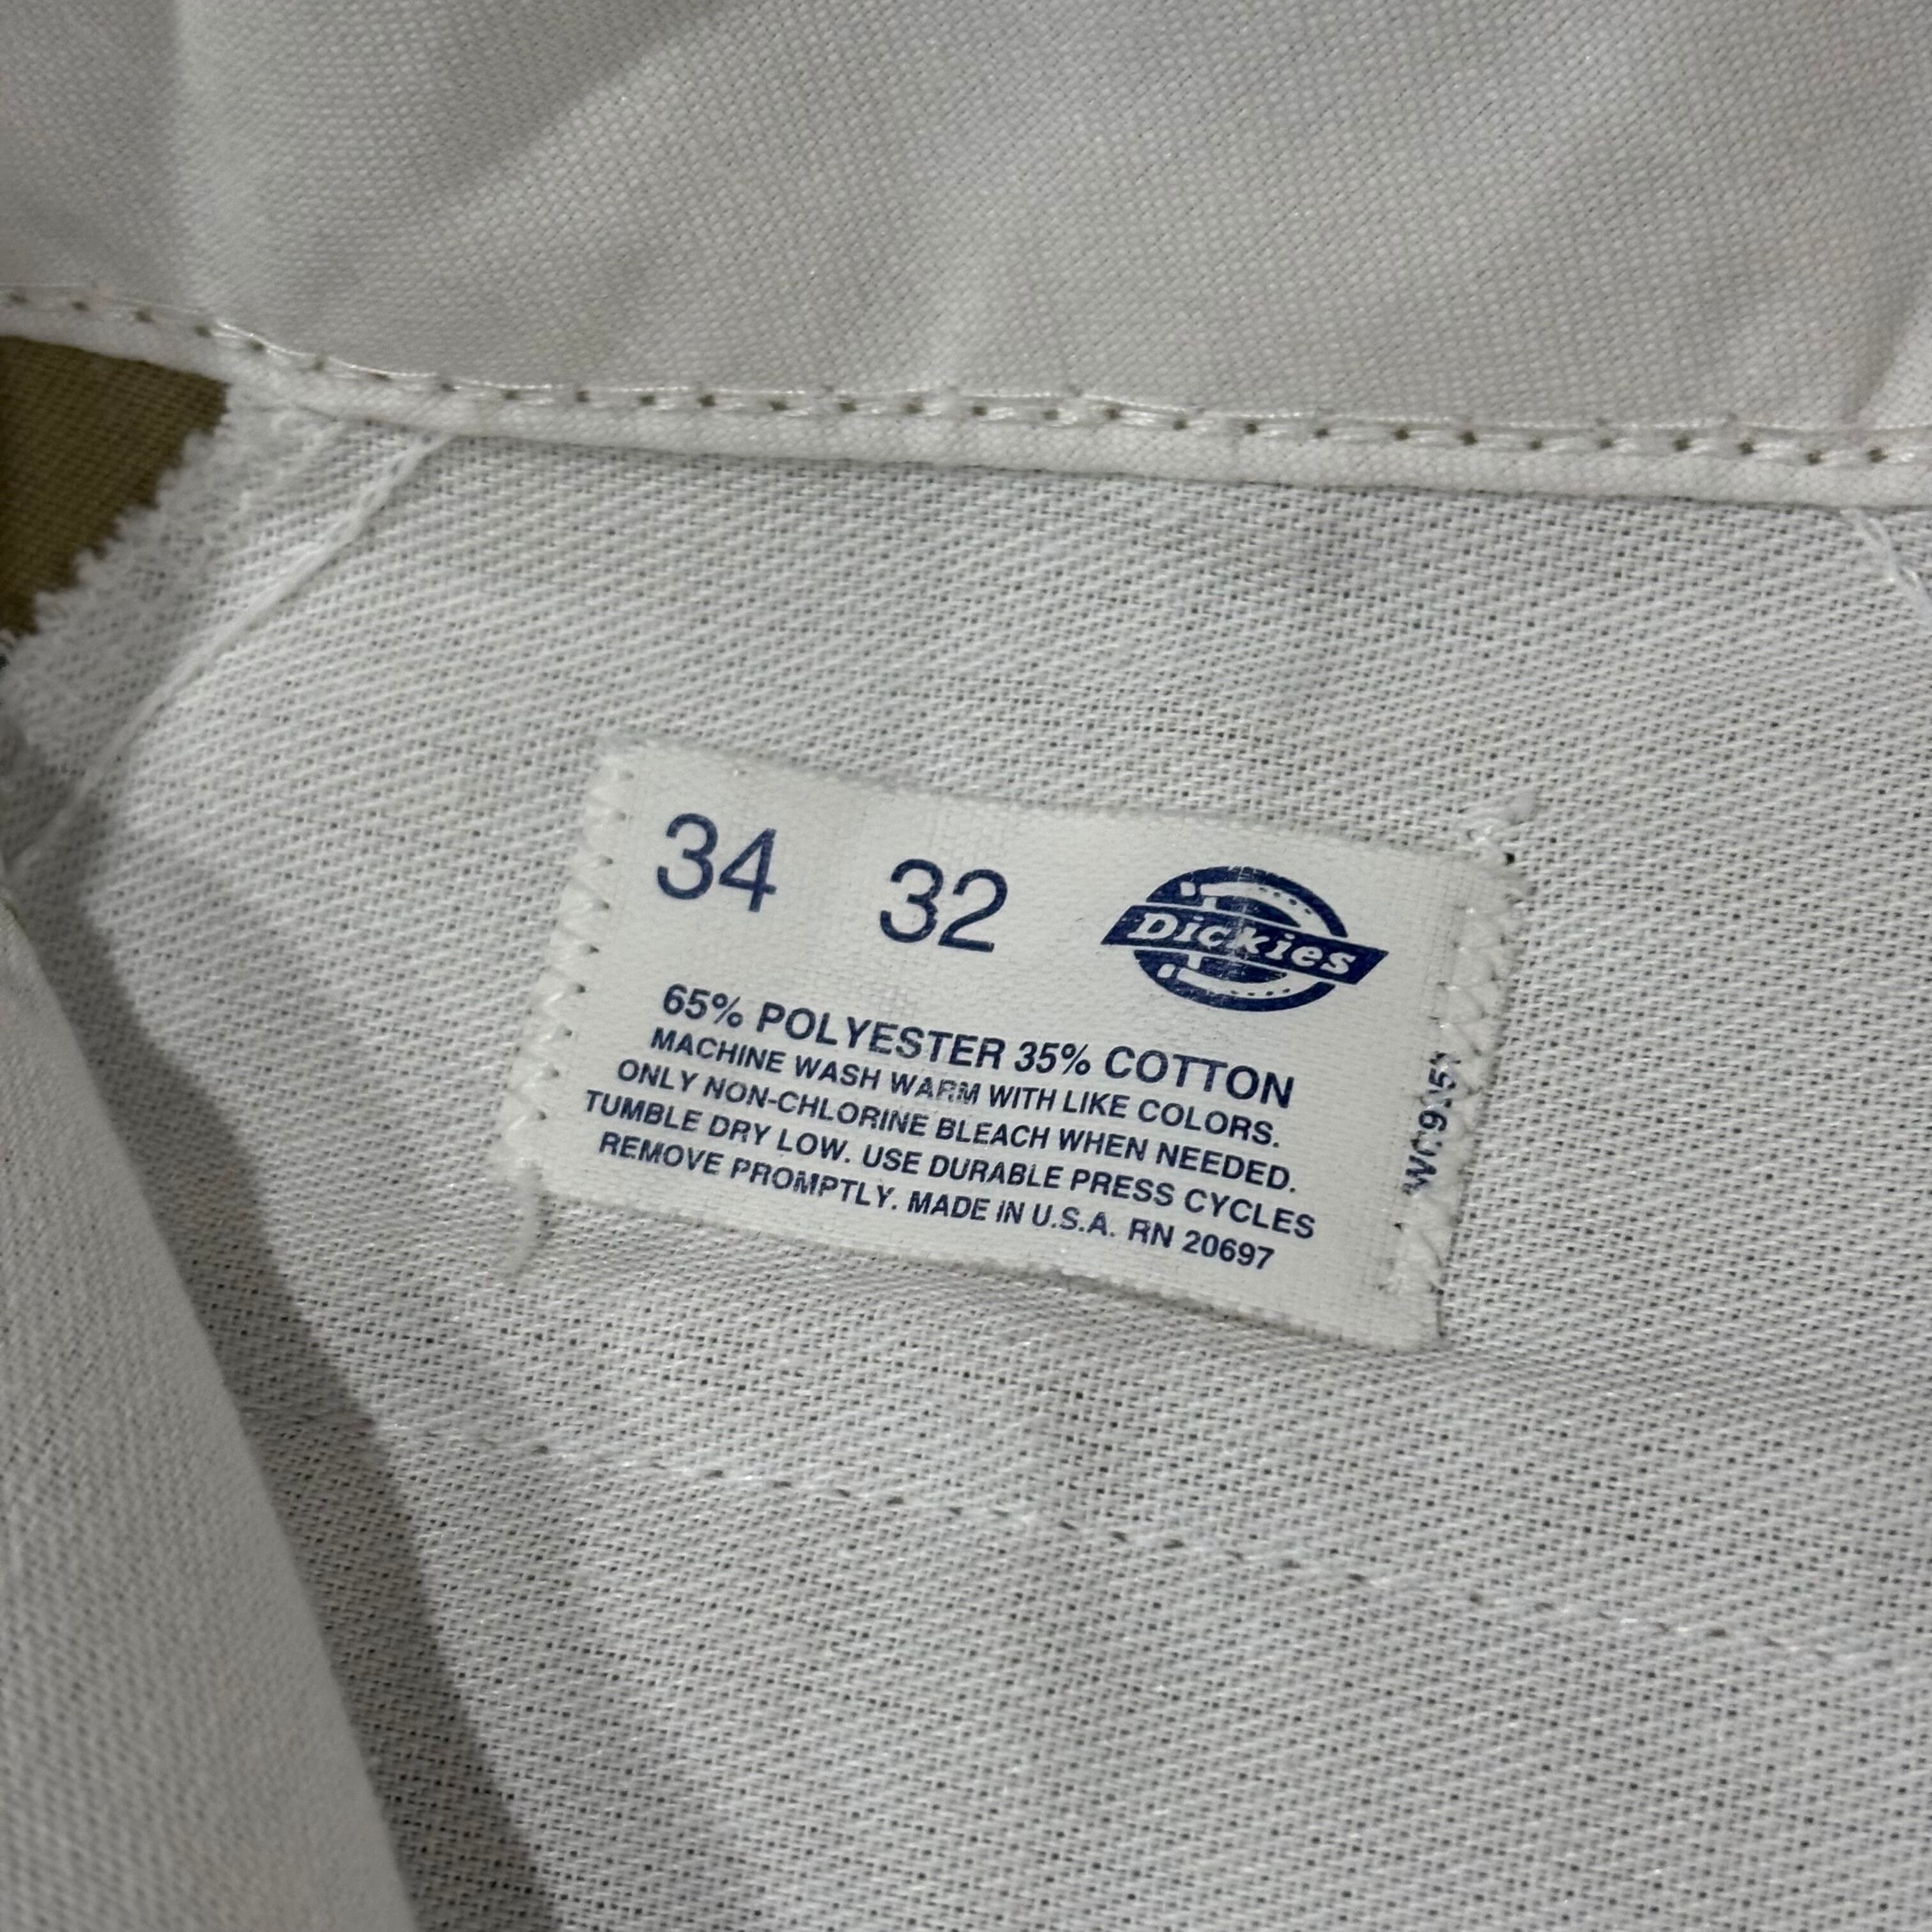 34 32 Dickies
65% POLYESTER 35% COTTON
MACHINE WASH WARM WITH LIKE COLORS.
ONLY NON-CHLORINE BLEACH WHEN NEEDED.
TUMBLE DRY LOW. USE DURABLE PRESS CYCLES
REMOVE PROMPTLY. MADE IN U.S.A. RN 20697